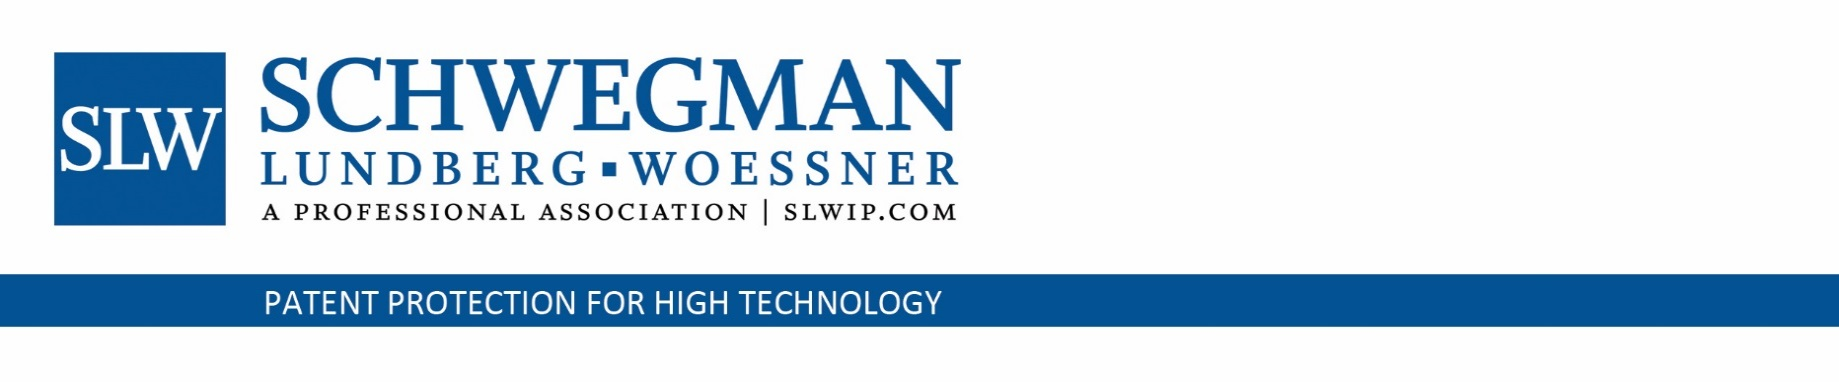 SLW
SCHWEGMAN
LUNDBERG ▪ WOESSNER
A PROFESSIONAL ASSOCIATION | SLWIP.COM
PATENT PROTECTION FOR HIGH TECHNOLOGY